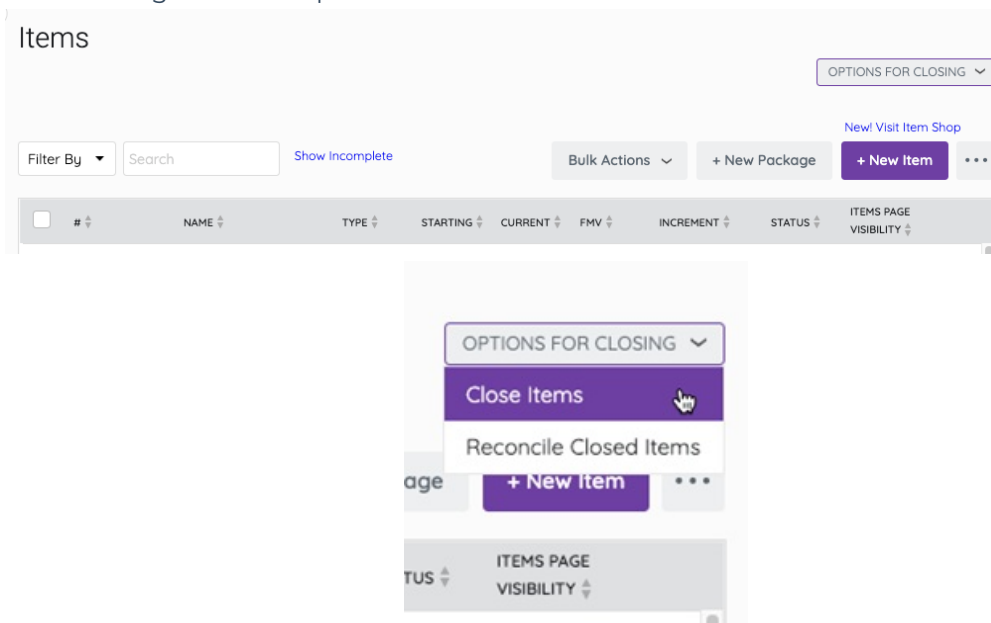 Items
OPTIONS FOR CLOSING
New! Visit Item Shop
Filter By Search Show Incomplete Bulk Actions + New Package + New Item ...
# NAME TYPE STARTING CURRENT FMV INCREMENT STATUS ITEMS PAGE
VISIBILITY
OPTIONS FOR CLOSING
Close Items
Reconcile Closed Items
age + New Item ...
TUS ITEMS PAGE
VISIBILITY